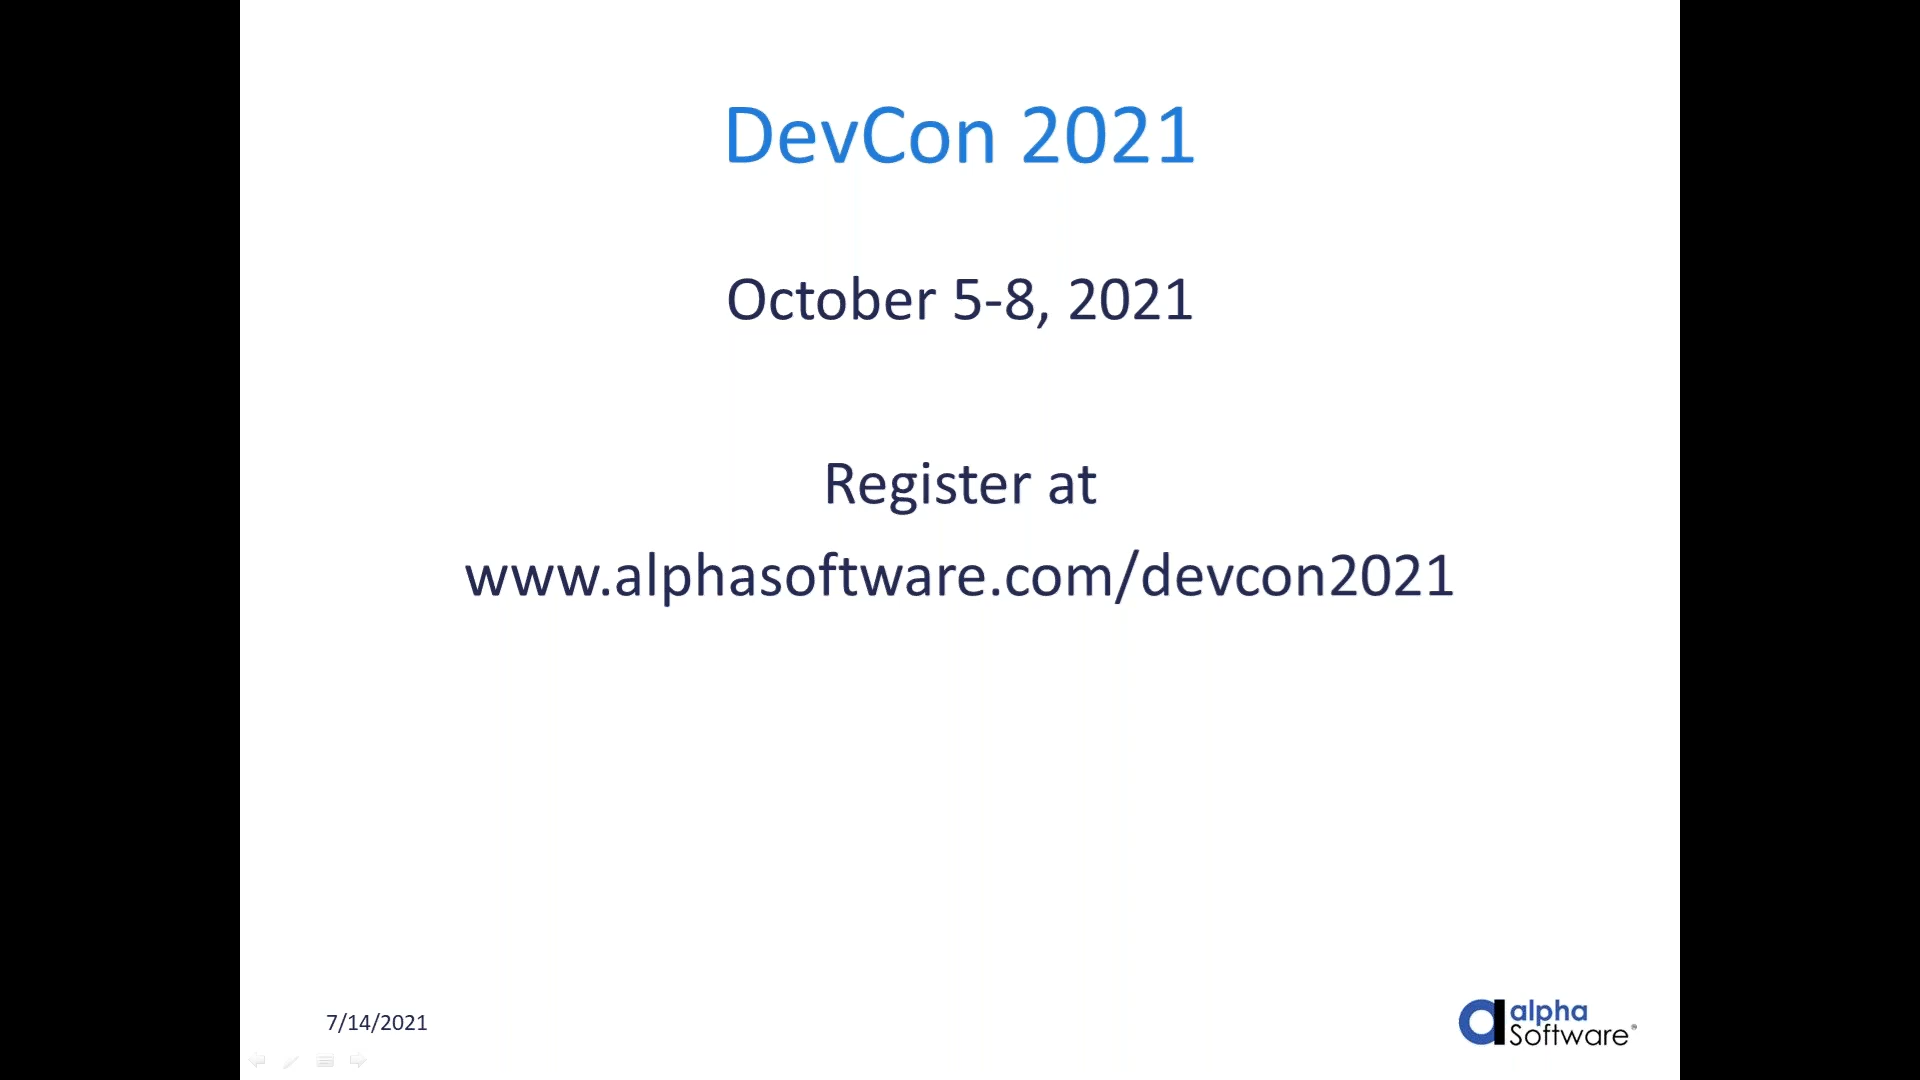 DevCon 2021
October 5-8, 2021
Register at
www.alphasoftware.com/devcon2021
7/14/2021
alpha
Software®